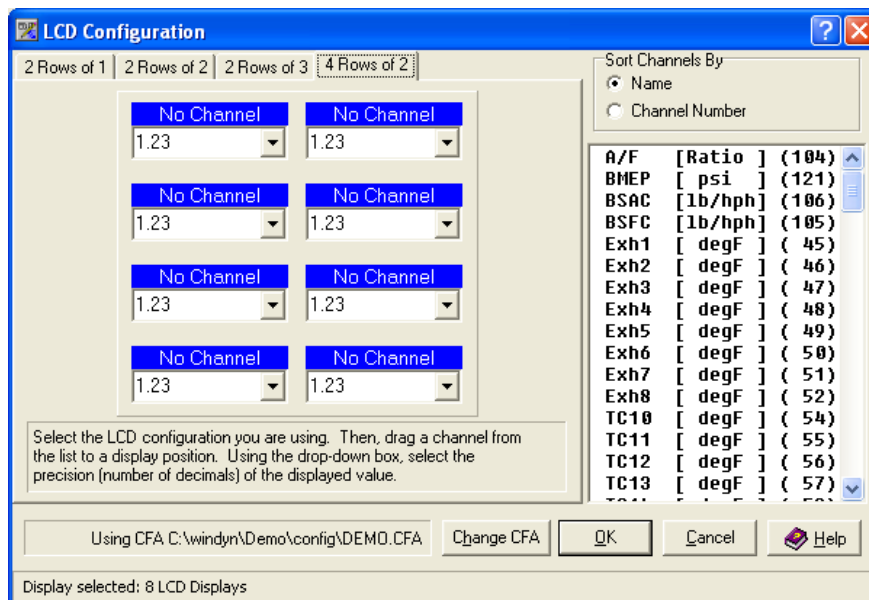 LCD Configuration
2 Rows of 1 2 Rows of 2 2 Rows of 3 4 Rows of 2
No Channel No Channel
1.23 1.23
No Channel No Channel
1.23 1.23
No Channel No Channel
1.23 1.23
No Channel No Channel
1.23 1.23
Select the LCD configuration you are using. Then, drag a channel from
the list to a display position. Using the drop-down box, select the
precision (number of decimals) of the displayed value.
Sort Channels By
Name
Channel Number
A/F [Ratio ] (104)
BMEP [ psi ] (121)
BSAC [lb/hph] (106)
BSFC [lb/hph] (105)
Exh1 [ degF ] ( 45)
Exh2 [ degF ] ( 46)
Exh3 [ degF ] ( 47)
Exh4 [ degF ] ( 48)
Exh5 [ degF ] ( 49)
Exh6 [ degF ] ( 50)
Exh7 [ degF ] ( 51)
Exh8 [ degF ] ( 52)
TC10 [ degF ] ( 54)
TC11 [ degF ] ( 55)
TC12 [ degF ] ( 56)
TC13 [ degF ] ( 57)
Using CFA C:\windyn\Demo\config\DEMO.CFA Change CFA OK Cancel Help
Display selected: 8 LCD Displays